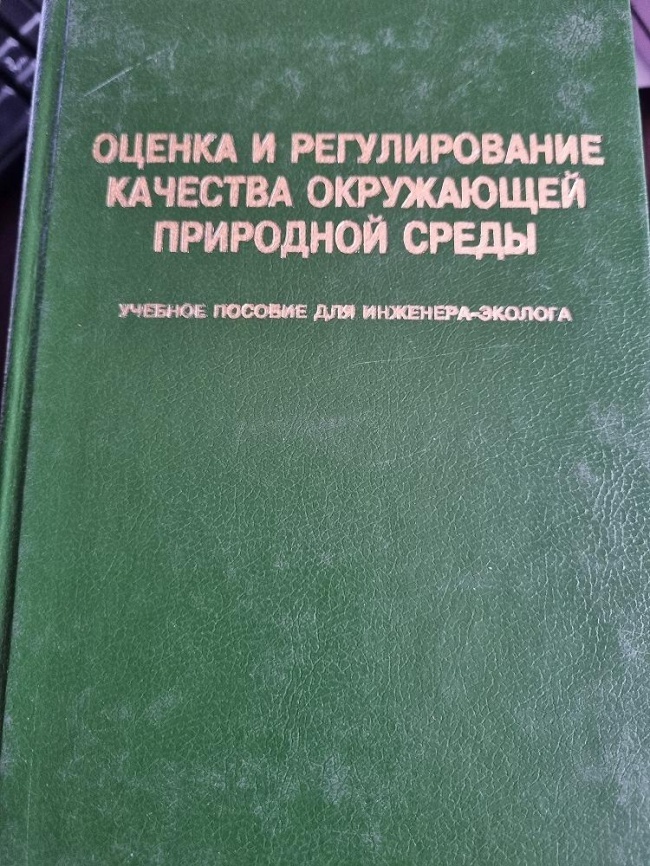 ОЦЕНКА И РЕГУЛИРОВАНИЕ
КАЧЕСТВА ОКРУЖАЮЩЕЙ
ПРИРОДНОЙ СРЕДЫ
УЧЕБНОЕ ПОСОБИЕ ДЛЯ ИНЖЕНЕРА-ЭКОЛОГА